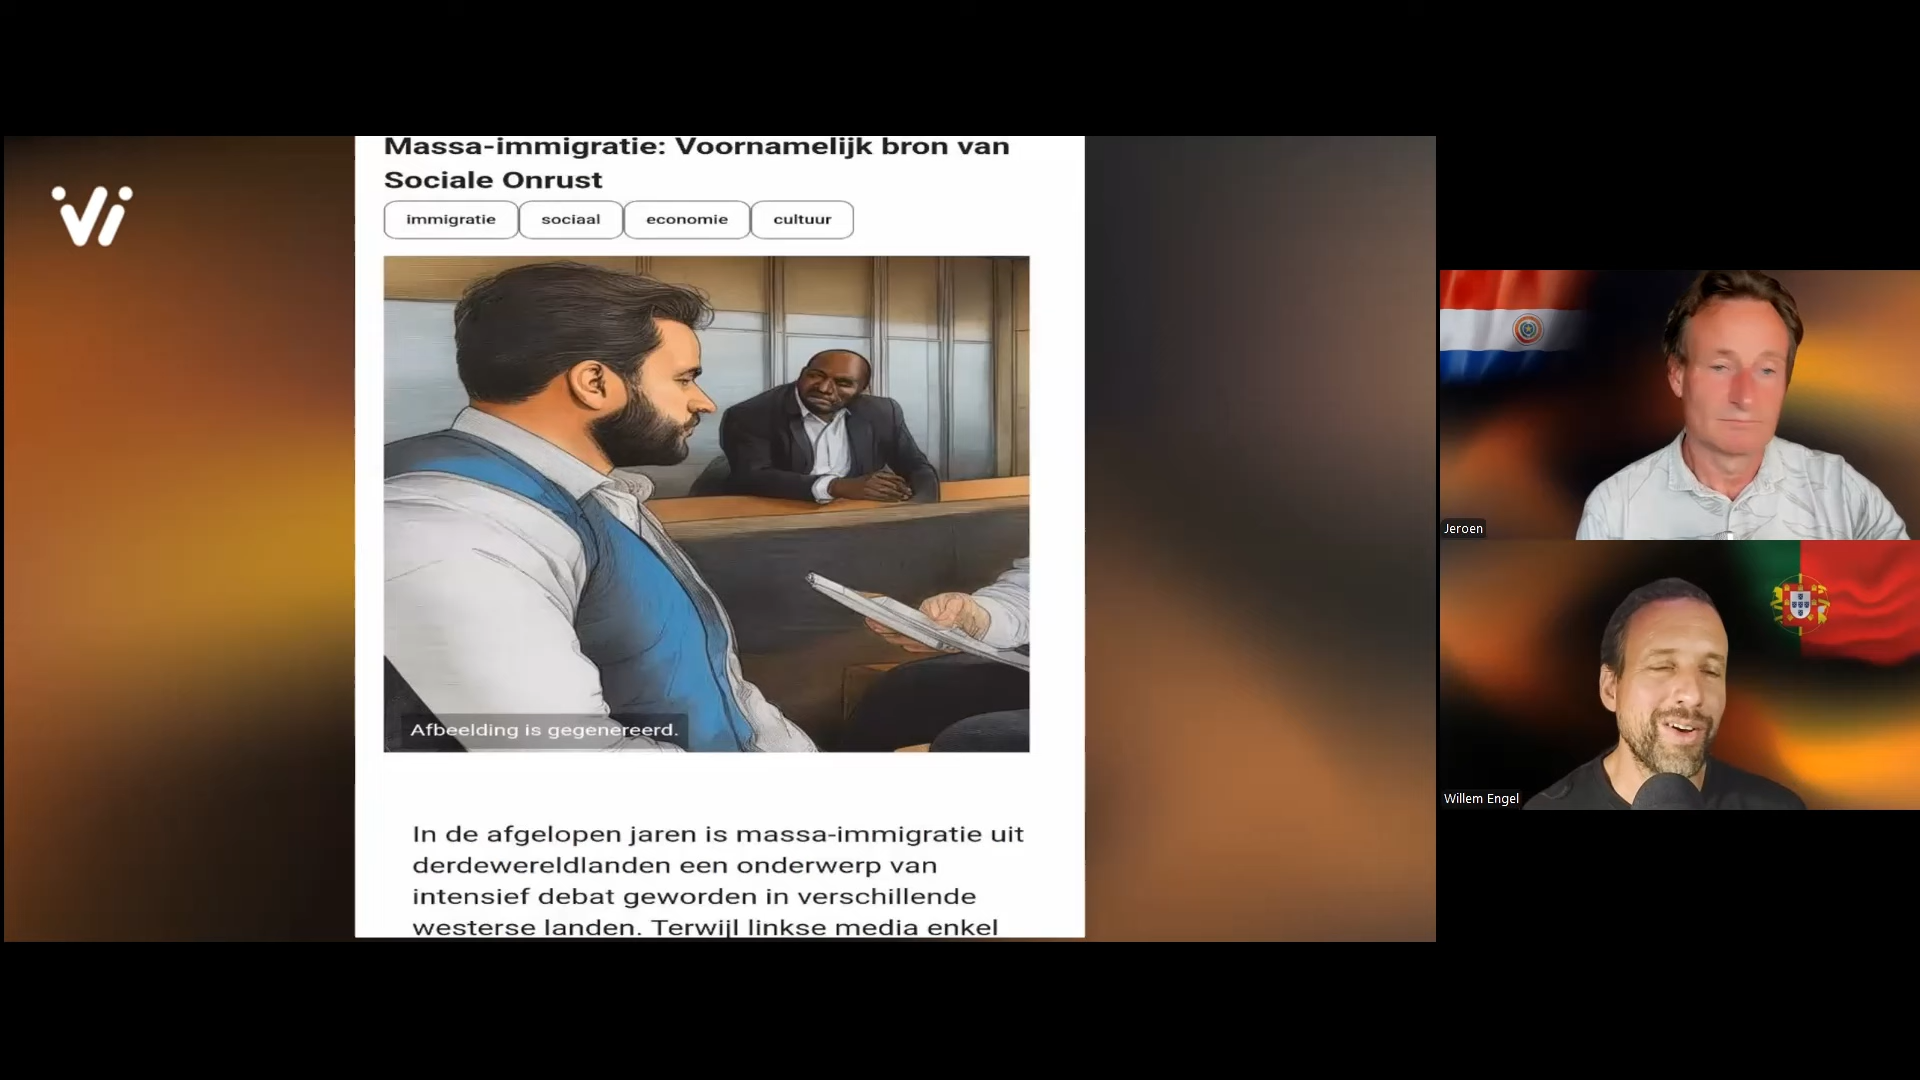 Massa-immigratie: Voornamelijk bron van
Sociale Onrust
immigratie sociaal economie cultuur
Afbeelding is gegenereerd.
In de afgelopen jaren is massa-immigratie uit
derdewereldlanden een onderwerp van
intensief debat geworden in verschillende
westerse landen. Terwijl linkse media enkel
Jeroen
Willem Engel